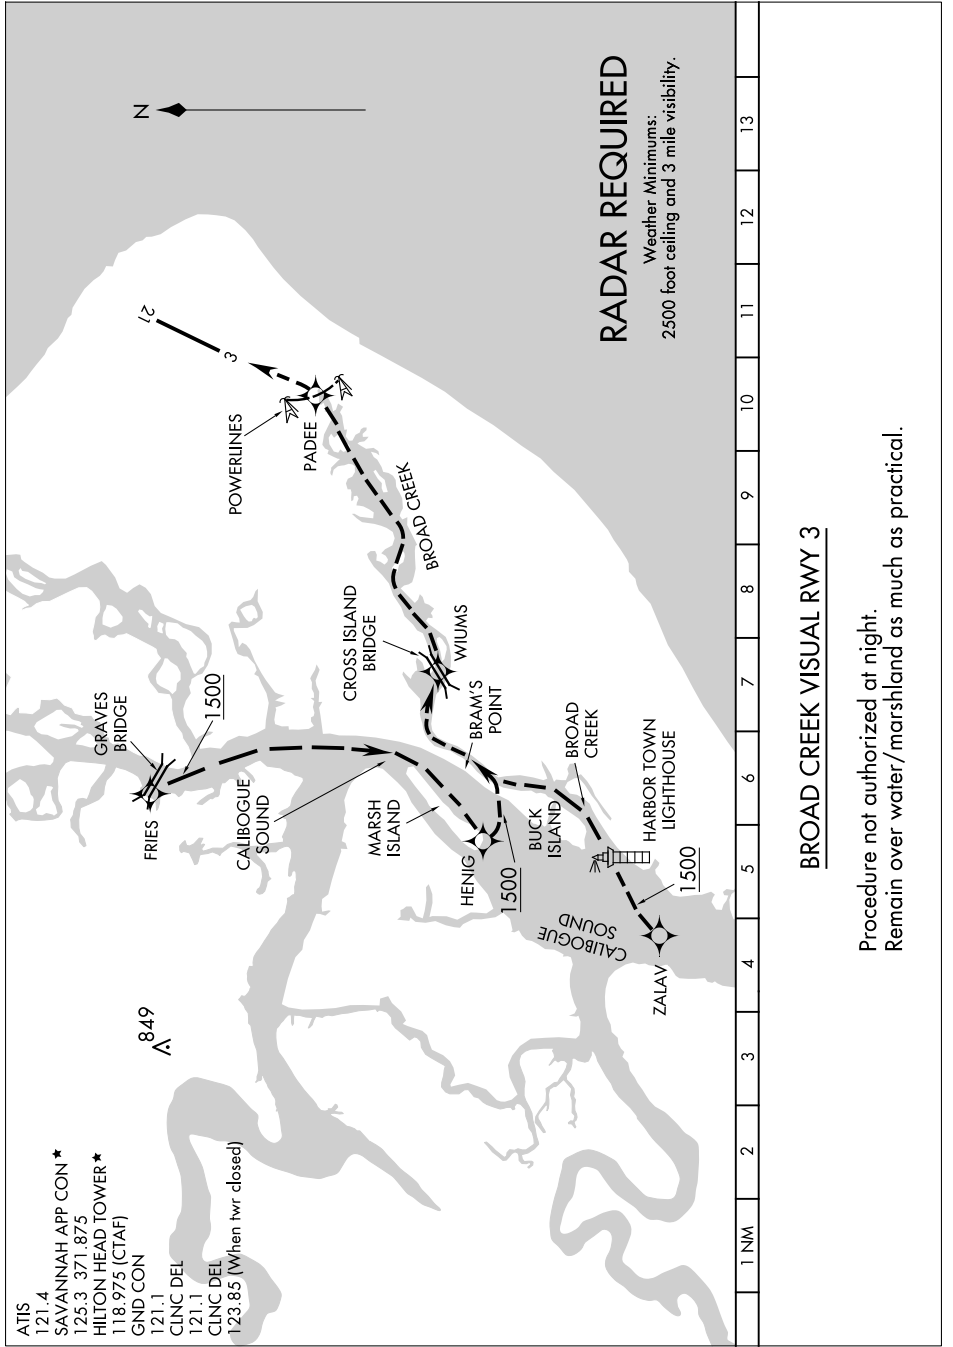 ATIS
121.4
SAVANNAH APP CON★
125.3 371.875
HILTON HEAD TOWER★
118.975 (CTAF)
GND CON
121.1
CLNC DEL
121.1
CLNC DEL
123.85 (When twr closed)
849
N
21
3
GRAVES
BRIDGE
1500
FRIES
POWERLINES
PADEE
CALIBOGUE
SOUND
CROSS ISLAND
BRIDGE
BROAD CREEK
MARSH
ISLAND
WIUMS
HENIG
1500
BRAM'S
POINT
BUCK
ISLAND
BROAD
CREEK
CALIBOGUE
SOUND
HARBOR TOWN
LIGHTHOUSE
1500
ZALAV
RADAR REQUIRED
Weather Minimums:
2500 foot ceiling and 3 mile visibility.
1 NM 2 3 4 5 6 7 8 9 10 11 12 13
BROAD CREEK VISUAL RWY 3
Procedure not authorized at night.
Remain over water/marshland as much as practical.